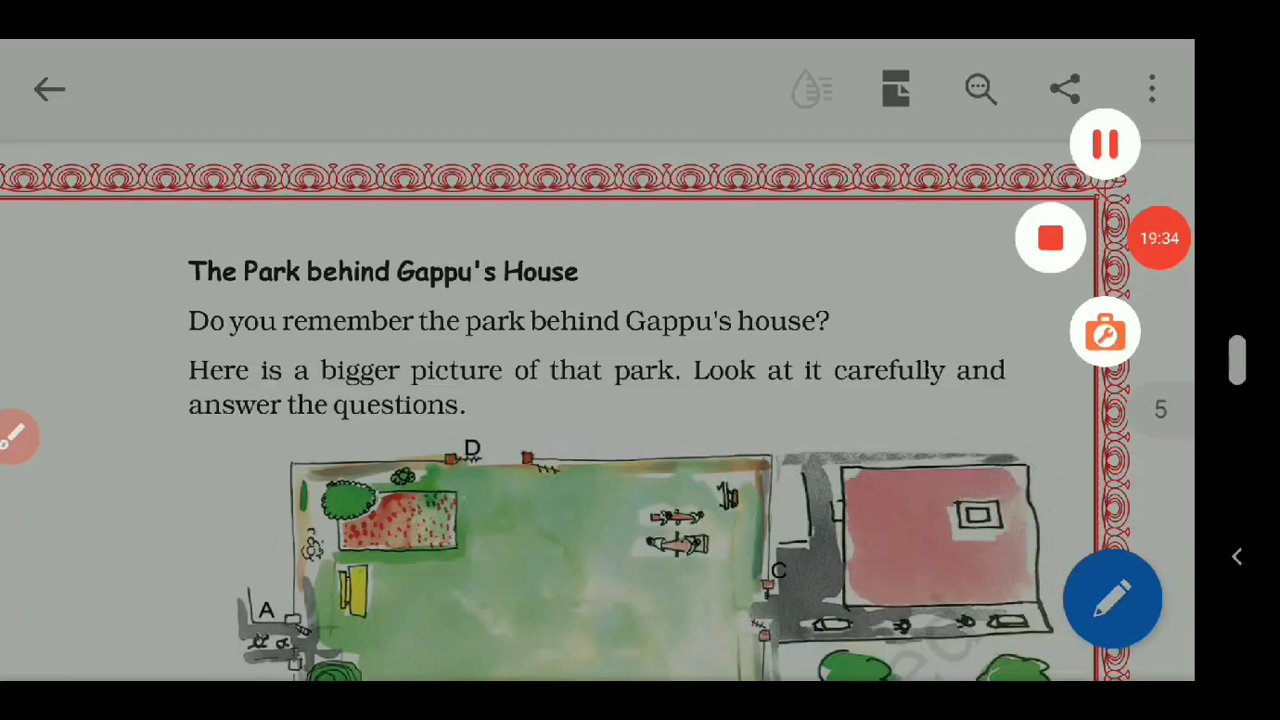 19:34
The Park behind Gappu's House
Do you remember the park behind Gappu's house?
Here is a bigger picture of that park. Look at it carefully and
answer the questions.
5
D
C
A